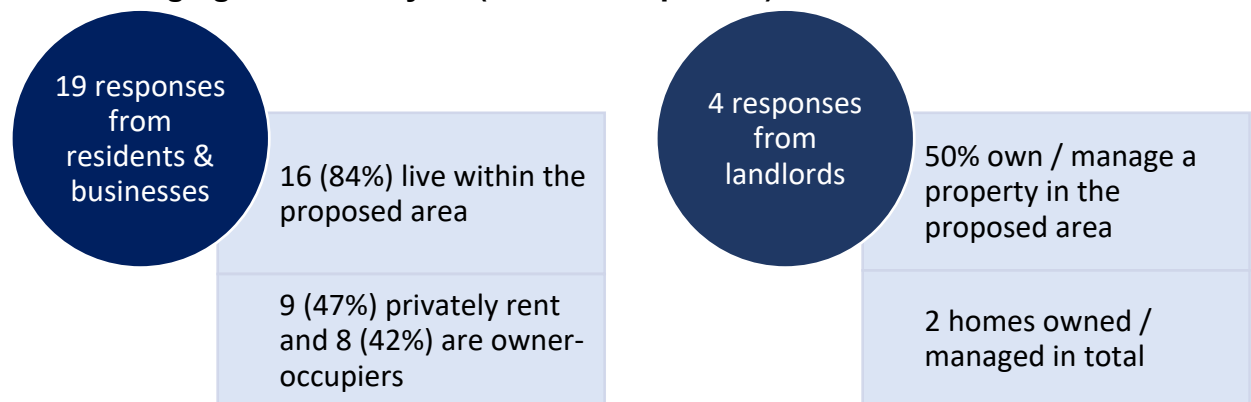 19 responses
from
residents &
businesses
16 (84%) live within the
proposed area
9 (47%) privately rent
and 8 (42%) are owner-
occupiers
4 responses
from
landlords
50% own / manage a
property in the
proposed area
2 homes owned /
managed in total